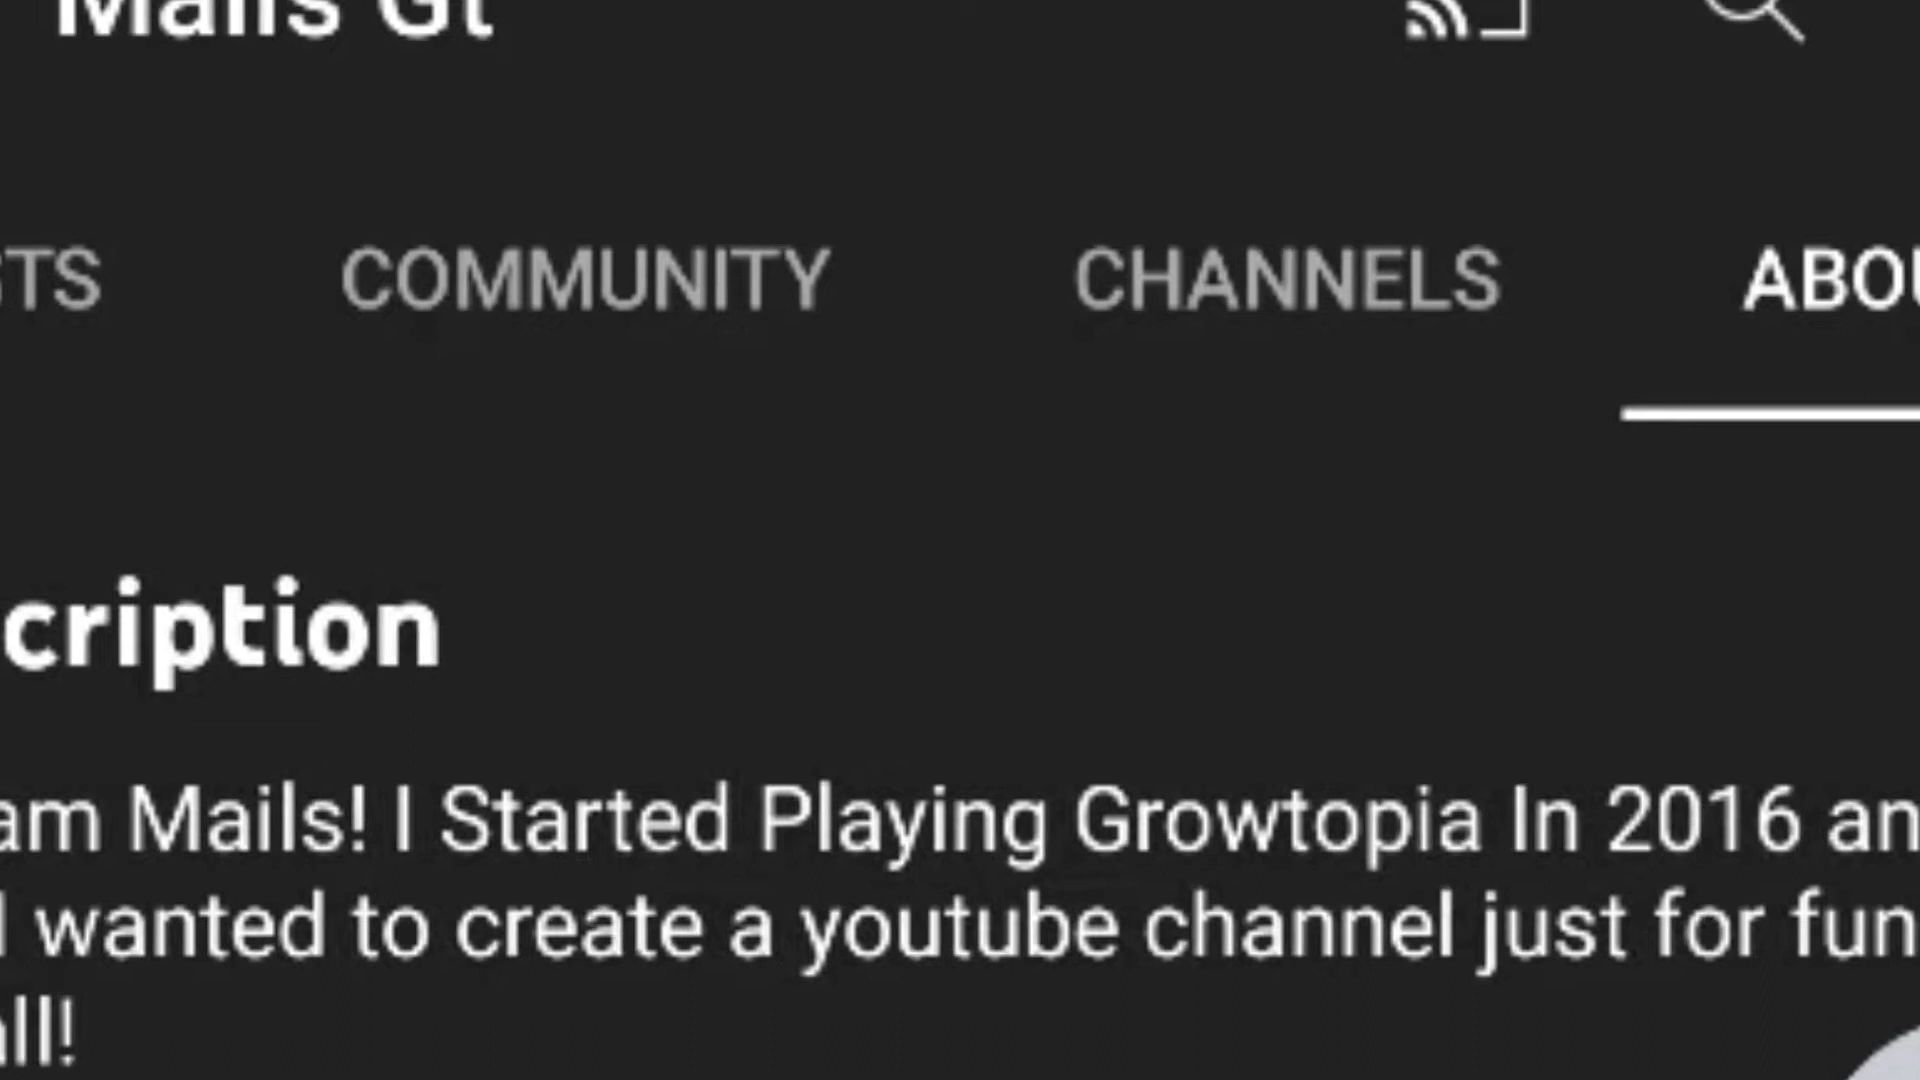 Mails Gt
STS COMMUNITY CHANNELS ABOU
cription
am Mails! I Started Playing Growtopia In 2016 an
I wanted to create a youtube channel just for fun
all!